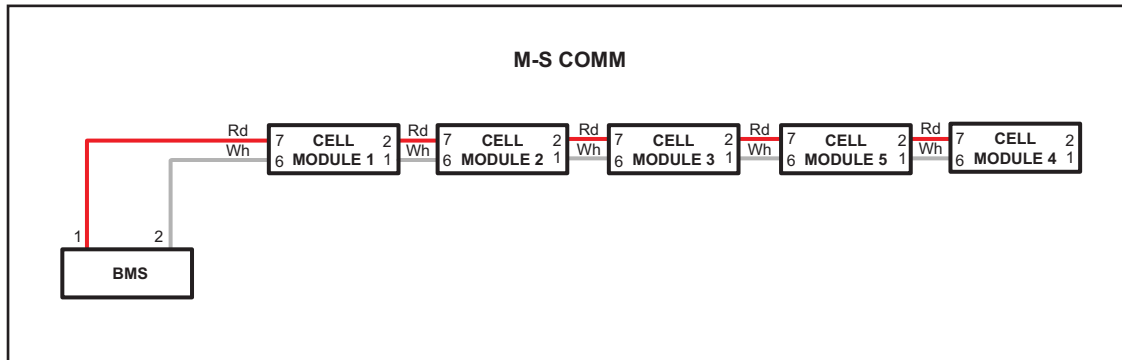 M-S COMM
Rd Rd Rd Rd Rd
7 CELL 2 7 CELL 2 7 CELL 2 7 CELL 2 7 CELL 2
Wh Wh Wh Wh Wh
6 MODULE 1 1 6 MODULE 2 1 6 MODULE 3 1 6 MODULE 5 1 6 MODULE 4 1
1 2
BMS